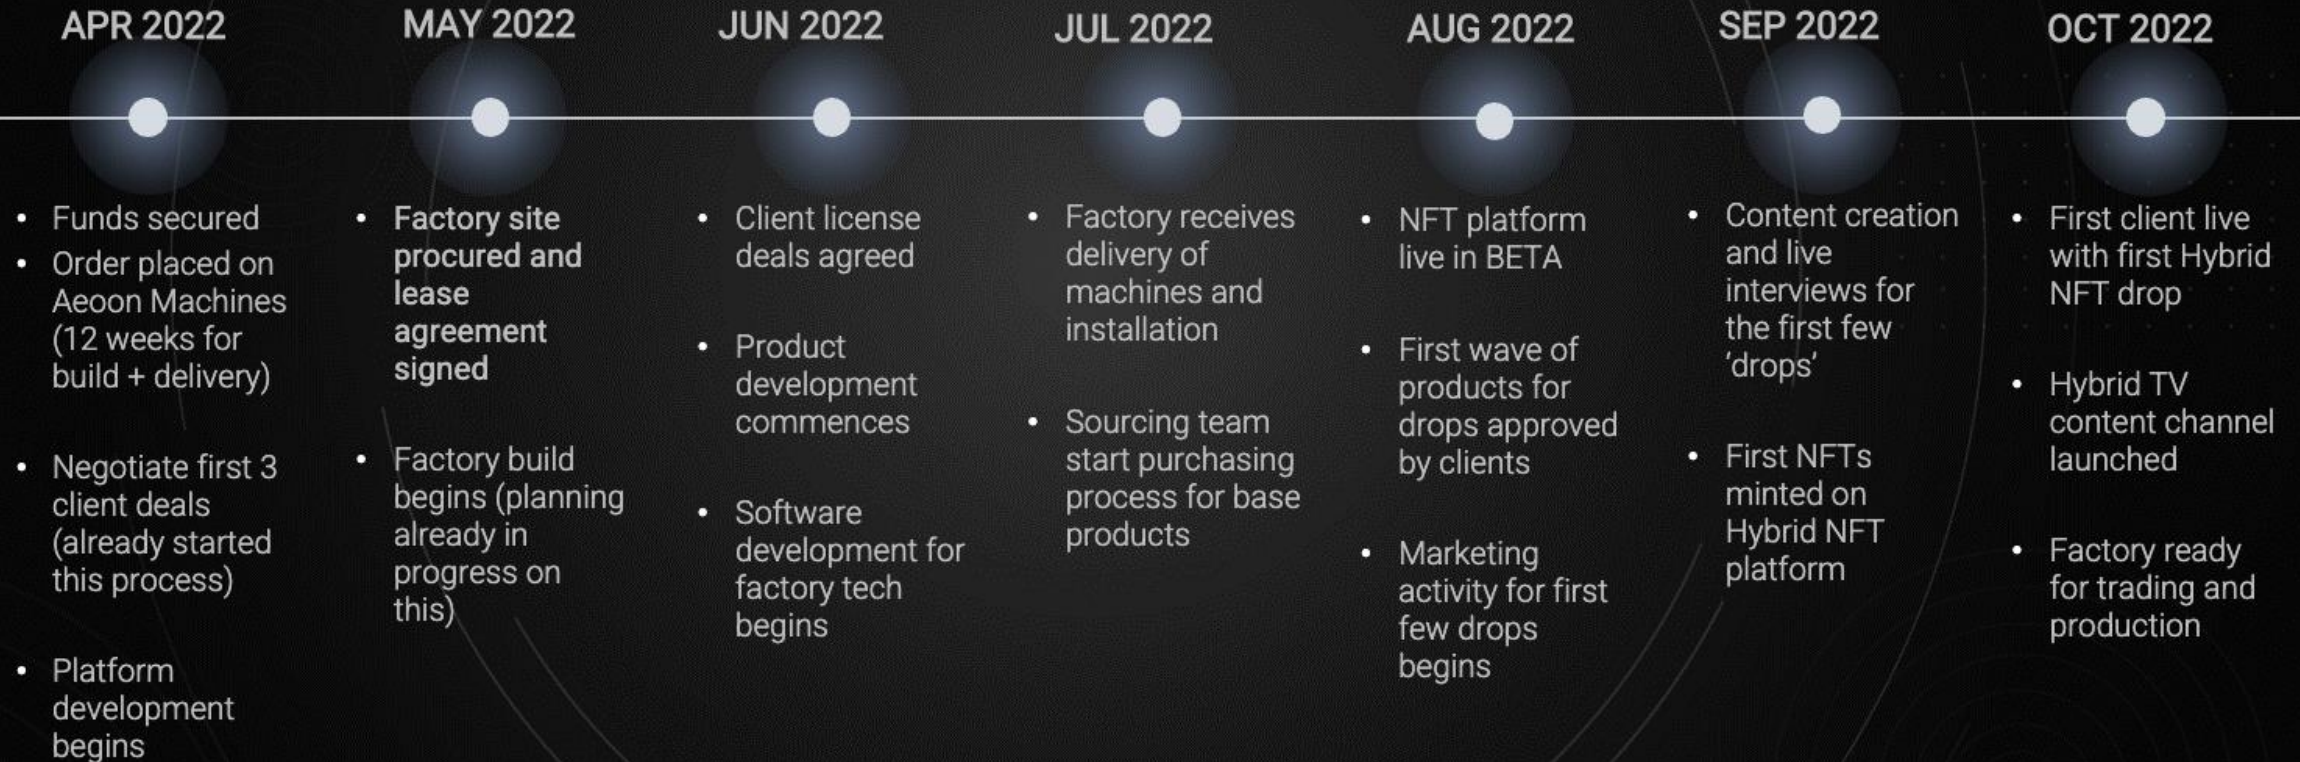 APR 2022
• Funds secured
• Order placed on
Aeoon Machines
(12 weeks for
build + delivery)
• Negotiate first 3
client deals
(already started
this process)
• Platform
development
begins
MAY 2022
• Factory site
procured and
lease
agreement
signed
• Factory build
begins (planning
already in
progress on
this)
JUN 2022
• Client license
deals agreed
• Product
development
commences
• Software
development for
factory tech
begins
JUL 2022
• Factory receives
delivery of
machines and
installation
• Sourcing team
start purchasing
process for base
products
AUG 2022
• NFT platform
live in BETA
• First wave of
products for
drops approved
by clients
• Marketing
activity for first
few drops
begins
SEP 2022
• Content creation
and live
interviews for
the first few
‘drops’
• First NFTs
minted on
Hybrid NFT
platform
OCT 2022
• First client live
with first Hybrid
NFT drop
• Hybrid TV
content channel
launched
• Factory ready
for trading and
production